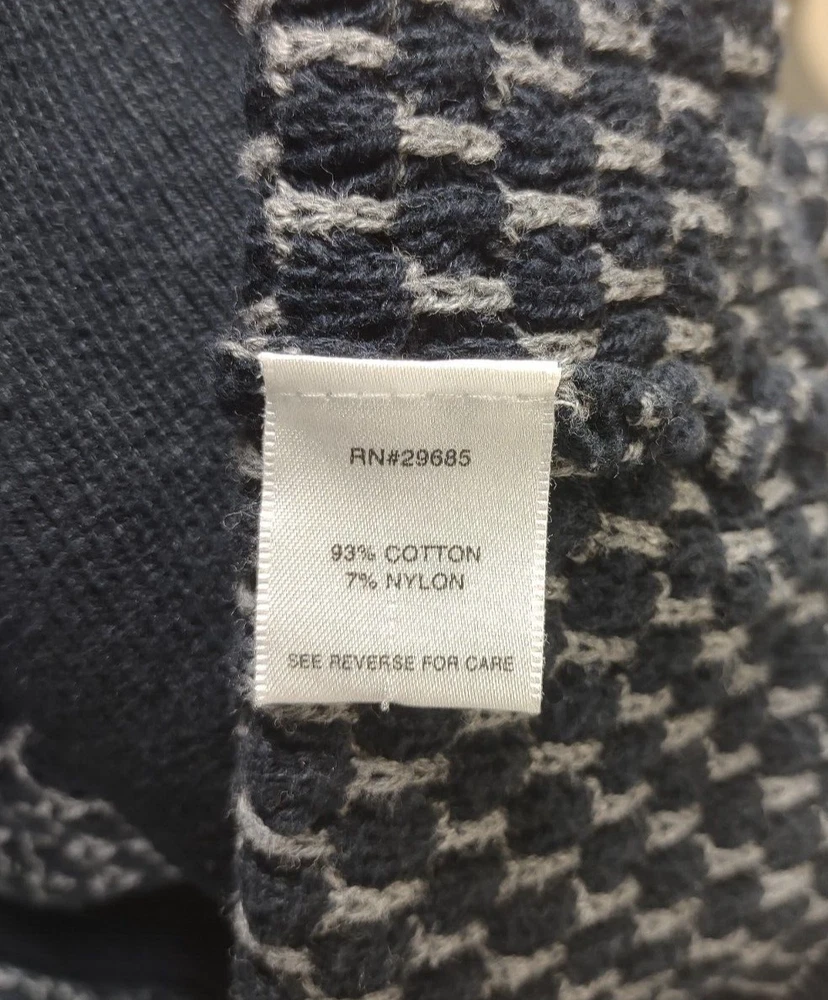 RN#29685
93% COTTON
7% NYLON
SEE REVERSE FOR CARE